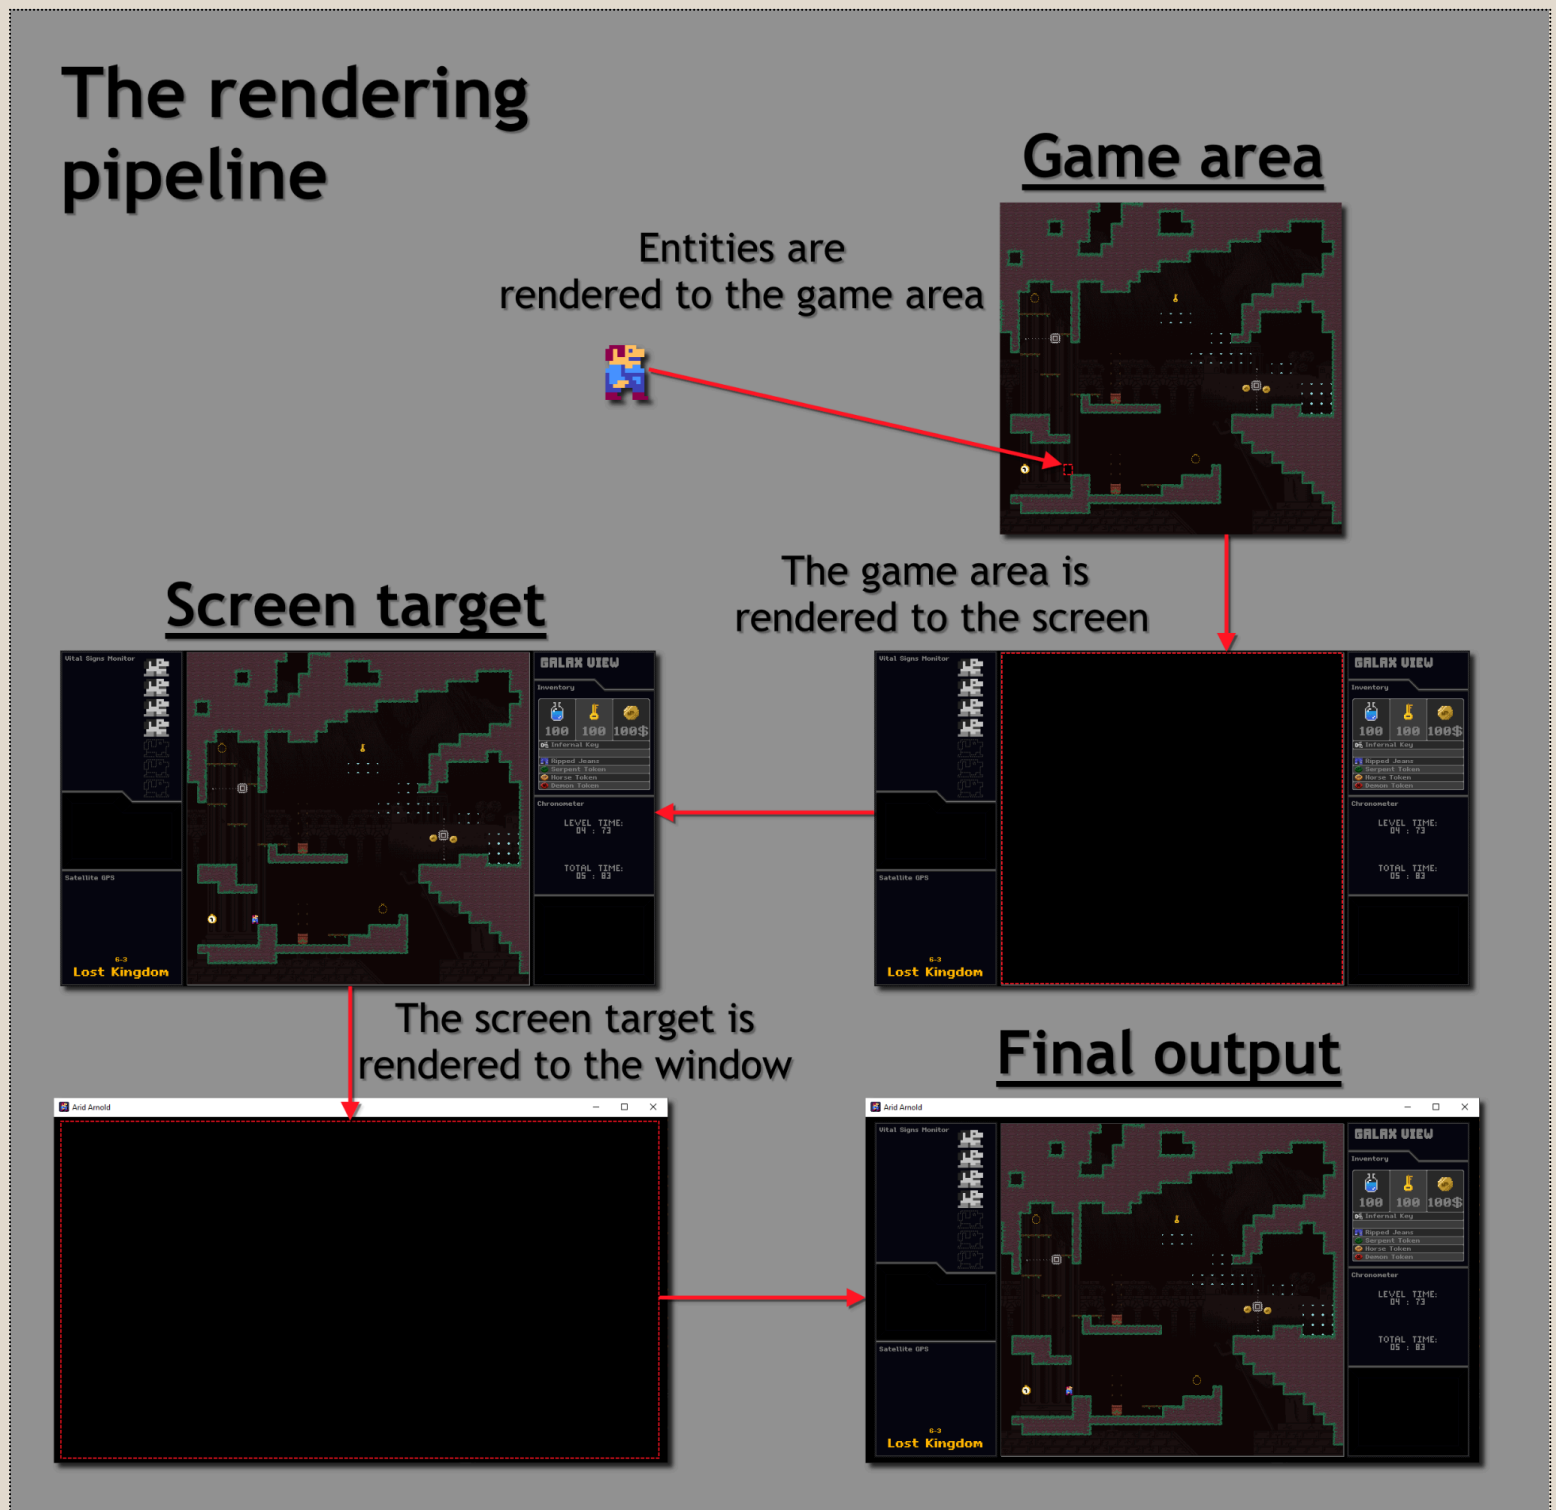 The rendering
pipeline
Game area
Entities are
rendered to the game area
The game area is
rendered to the screen
Screen target
Vital Signs Monitor
GALAX VIEW
Inventory
100 100 100$
Infernal Key
Ripped Jeans
Serpent Token
Horse Token
Demon Token
Chronometer
LEVEL TIME:
04 : 73
TOTAL TIME:
05 : 83
Satellite GPS
6-3
Lost Kingdom
Vital Signs Monitor
GALAX VIEW
Inventory
100 100 100$
Infernal Key
Ripped Jeans
Serpent Token
Horse Token
Demon Token
Chronometer
LEVEL TIME:
04 : 73
TOTAL TIME:
05 : 83
Satellite GPS
6-3
Lost Kingdom
The screen target is
rendered to the window
Final output
Arid Arnold
Arid Arnold
Vital Signs Monitor
GALAX VIEW
Inventory
100 100 100$
Infernal Key
Ripped Jeans
Serpent Token
Horse Token
Demon Token
Chronometer
LEVEL TIME:
04 : 73
TOTAL TIME:
05 : 83
Satellite GPS
6-3
Lost Kingdom